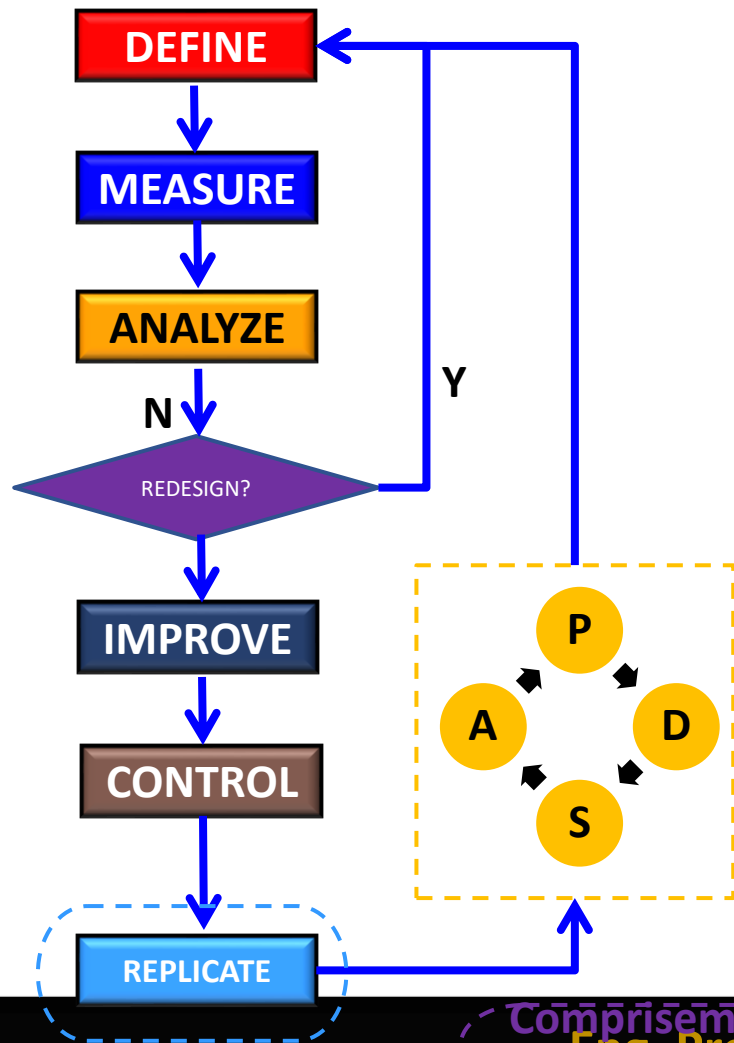 DEFINE
MEASURE
ANALYZE
N
Y
REDESIGN?
IMPROVE
P
A
D
S
CONTROL
REPLICATE